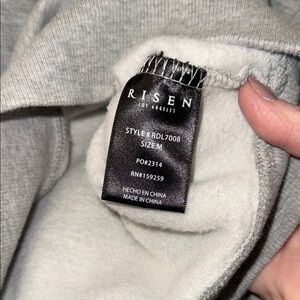 RISEN
LOS ANGELES
STYLE # RDL7008
SIZE M
PO#2314
RN#159259
HECHO EN CHINA
MADE IN CHINA